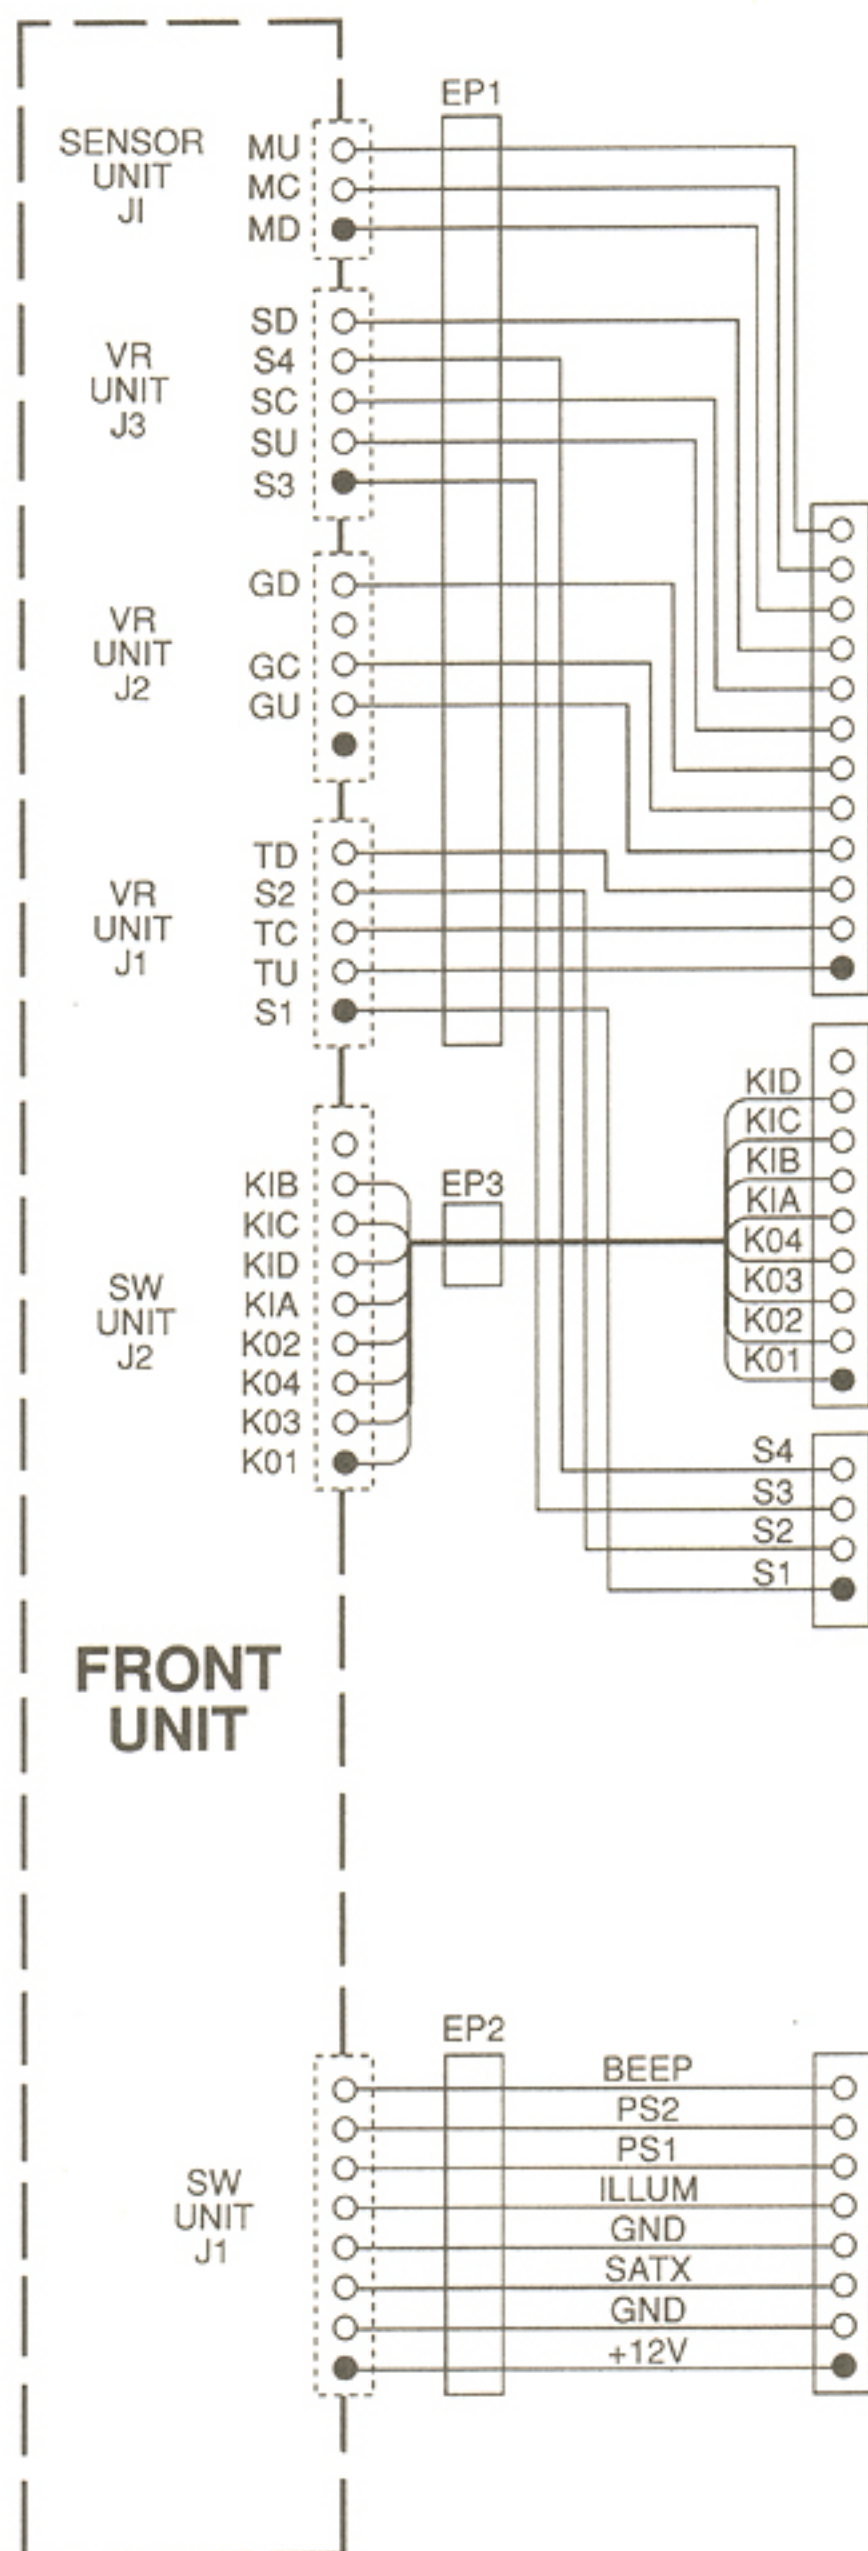 EP1
SENSOR
UNIT
JI
MU
MC
MD
VR
UNIT
J3
SD
S4
SC
SU
S3
VR
UNIT
J2
GD
GC
GU
VR
UNIT
J1
TD
S2
TC
TU
S1
SW
UNIT
J2
KIB
KIC
KID
KIA
K02
K04
K03
K01
EP3
KID
KIC
KIB
KIA
K04
K03
K02
K01
S4
S3
S2
S1
FRONT
UNIT
EP2
SW
UNIT
J1
BEEP
PS2
PS1
ILLUM
GND
SATX
GND
+12V